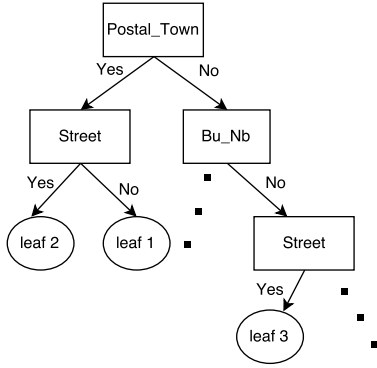 Postal_Town
Yes
No
Street
Bu_Nb
Yes
No
No
leaf 2
leaf 1
Street
Yes
leaf 3